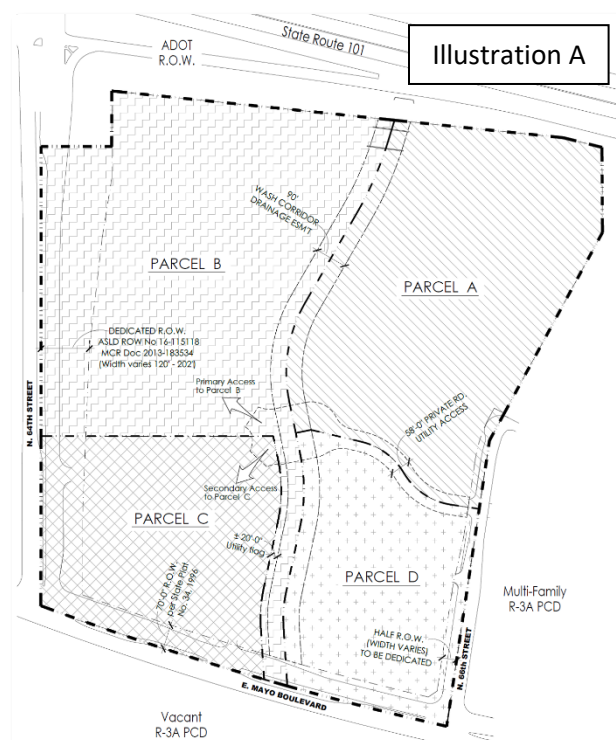 Illustration A
State Route 101
ADOT
R.O.W.
90'
WASH CORRIDOR
DRAINAGE ESMT.
PARCEL B
PARCEL A
DEDICATED R.O.W.
ASLD ROW No 16-115118
MCR Doc 2013-183534
(Width varies 120' - 202')
N. 64TH STREET
Primary Access
to Parcel B
58'-0" PRIVATE RD.
UTILITY ACCESS
Secondary Access
to Parcel C
PARCEL C
± 20'-0"
Utility flag
PARCEL D
70'-0" R.O.W.
per State Plat
No. 34, 1996
Multi-Family
R-3A PCD
HALF R.O.W.
(WIDTH VARIES)
TO BE DEDICATED
N. 66th STREET
E. MAYO BOULEVARD
Vacant
R-3A PCD